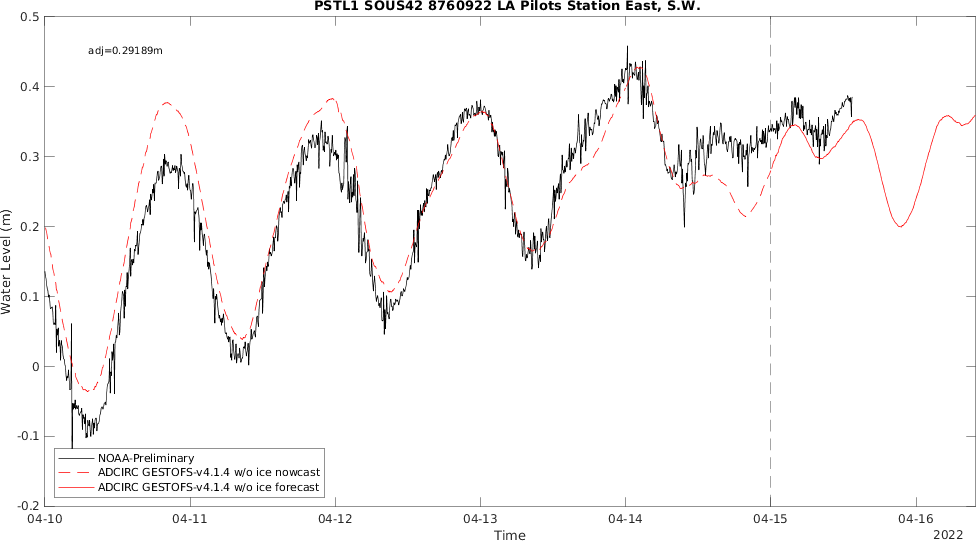 PSTL1 SOUS42 8760922 LA Pilots Station East, S.W.
adj=0.29189m
Water Level (m)
0.5
0.4
0.3
0.2
0.1
0
-0.1
-0.2
NOAA-Preliminary
ADCIRC GESTOFS-v4.1.4 w/o ice nowcast
ADCIRC GESTOFS-v4.1.4 w/o ice forecast
04-10 04-11 04-12 04-13 04-14 04-15 04-16
Time
2022